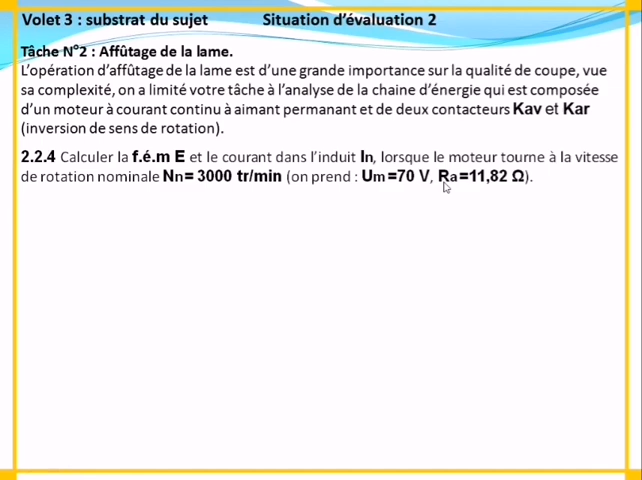 Volet 3 : substrat du sujet Situation d'évaluation 2
Tâche N°2 : Affûtage de la lame.
L'opération d'affûtage de la lame est d'une grande importance sur la qualité de coupe, vue
sa complexité, on a limité votre tâche à l'analyse de la chaine d'énergie qui est composée
d'un moteur à courant continu à aimant permanant et de deux contacteurs Kav et Kar
(inversion de sens de rotation).
2.2.4 Calculer la f.é.m E et le courant dans l'induit In, lorsque le moteur tourne à la vitesse
de rotation nominale Nn= 3000 tr/min (on prend : Um =70 V, Ra=11,82 Ω).